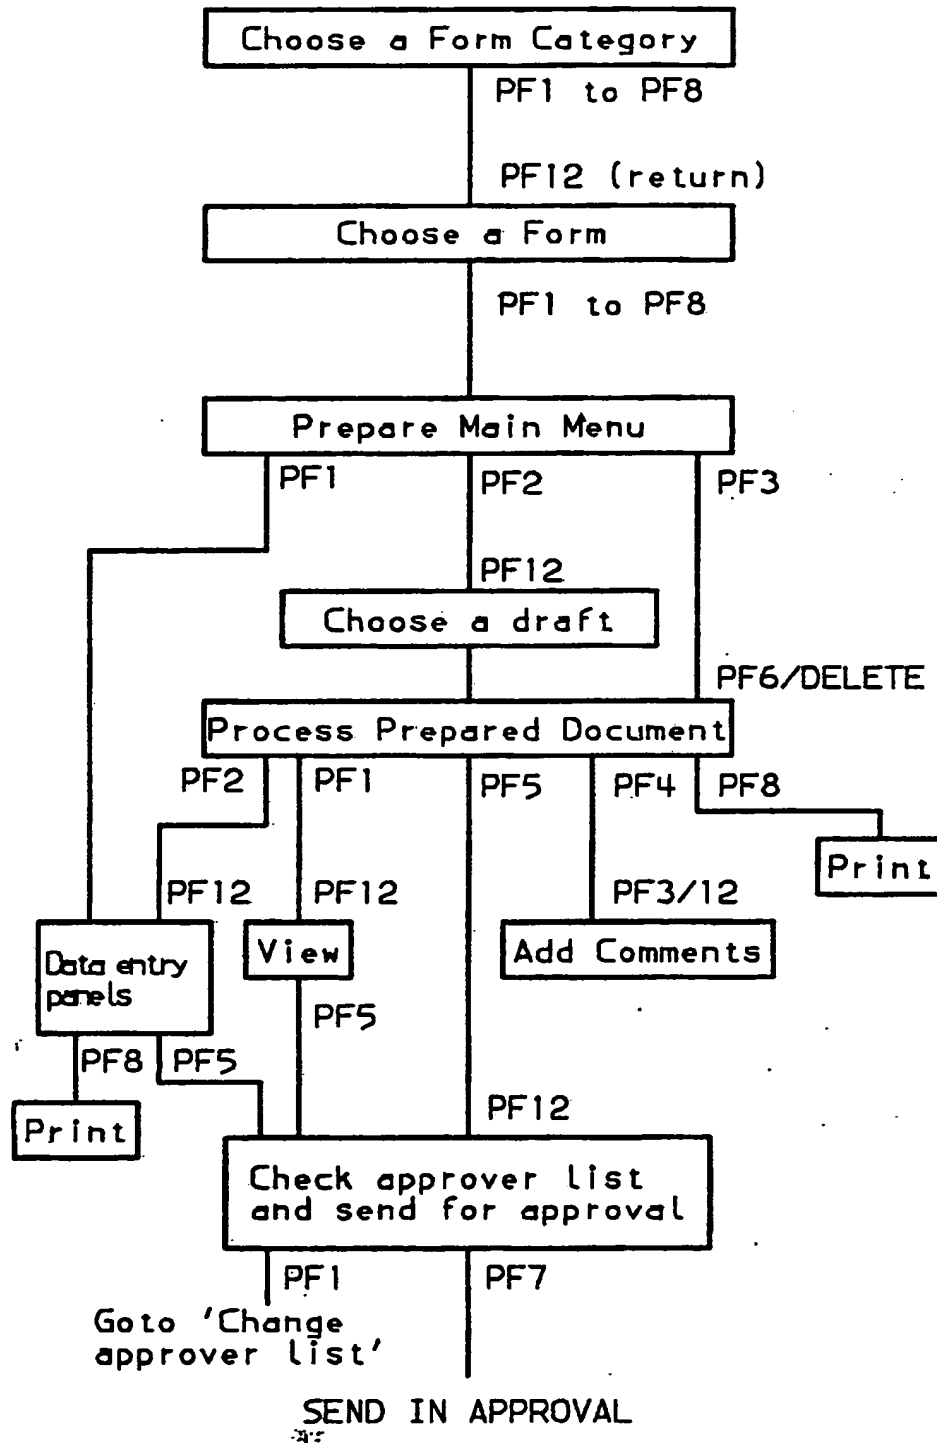 Choose a Form Category
PF1 to PF8
PF12 (return)
Choose a Form
PF1 to PF8
Prepare Main Menu
PF1
PF2
PF3
PF12
Choose a draft
PF6/DELETE
Process Prepared Document
PF2
PF1
PF5
PF4
PF8
Print
PF12
PF12
PF3/12
Data entry
panels
View
Add Comments
PF5
PF8
PF5
PF12
Print
Check approver list
and send for approval
PF1
PF7
Goto 'Change
approver list'
SEND IN APPROVAL